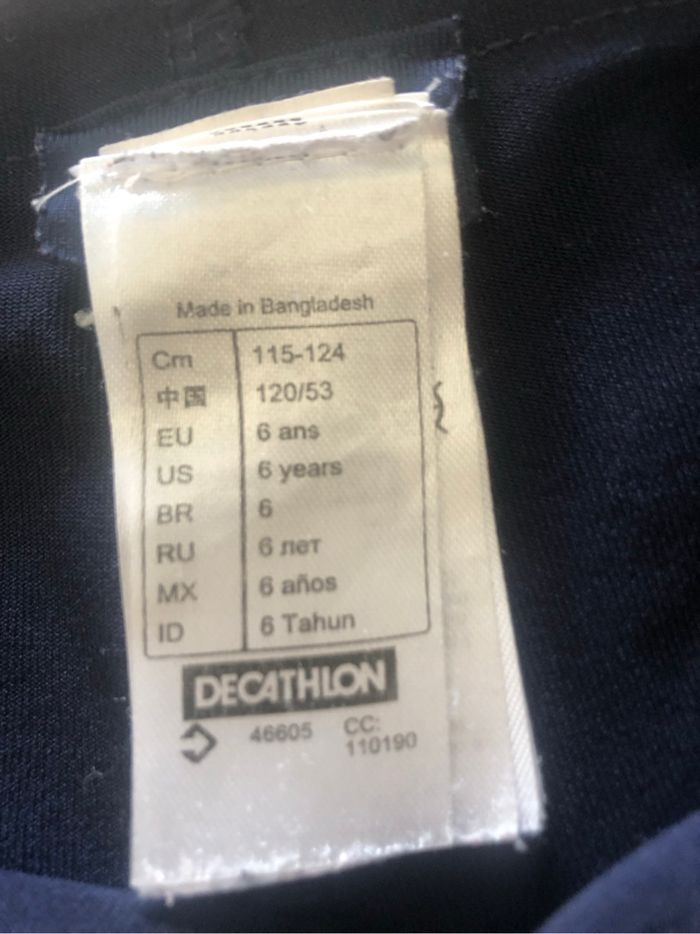 Made in Bangladesh
Cm 115-124
中国 120/53
EU 6 ans
US 6 years
BR 6
RU 6 лет
MX 6 años
ID 6 Tahun
DECATHLON
46605 CC:
110190